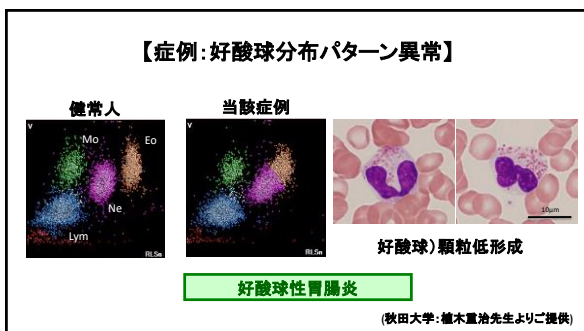 【症例:好酸球分布パターン異常】
健常人
当該症例
V
Mo
Eo
Ne
Lym
RLSn
V
RLSn
10μm
好酸球)顆粒低形成
好酸球性胃腸炎
(秋田大学:植木重治先生よりご提供)